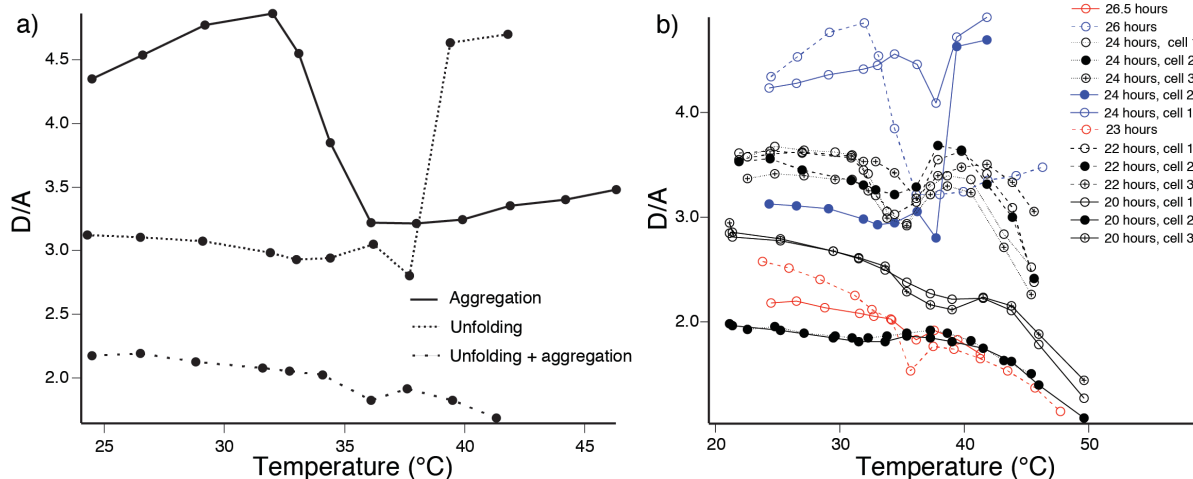 a)
4.5
4.0
3.5
3.0
2.5
2.0
D/A
25
30
35
40
45
Temperature (°C)
Aggregation
Unfolding
Unfolding + aggregation
b)
4.0
3.0
2.0
D/A
20
30
40
50
Temperature (°C)
26.5 hours
26 hours
24 hours, cell
24 hours, cell 2
24 hours, cell 3
24 hours, cell 2
24 hours, cell 1
23 hours
22 hours, cell 1
22 hours, cell 2
22 hours, cell 3
20 hours, cell 1
20 hours, cell 2
20 hours, cell 3